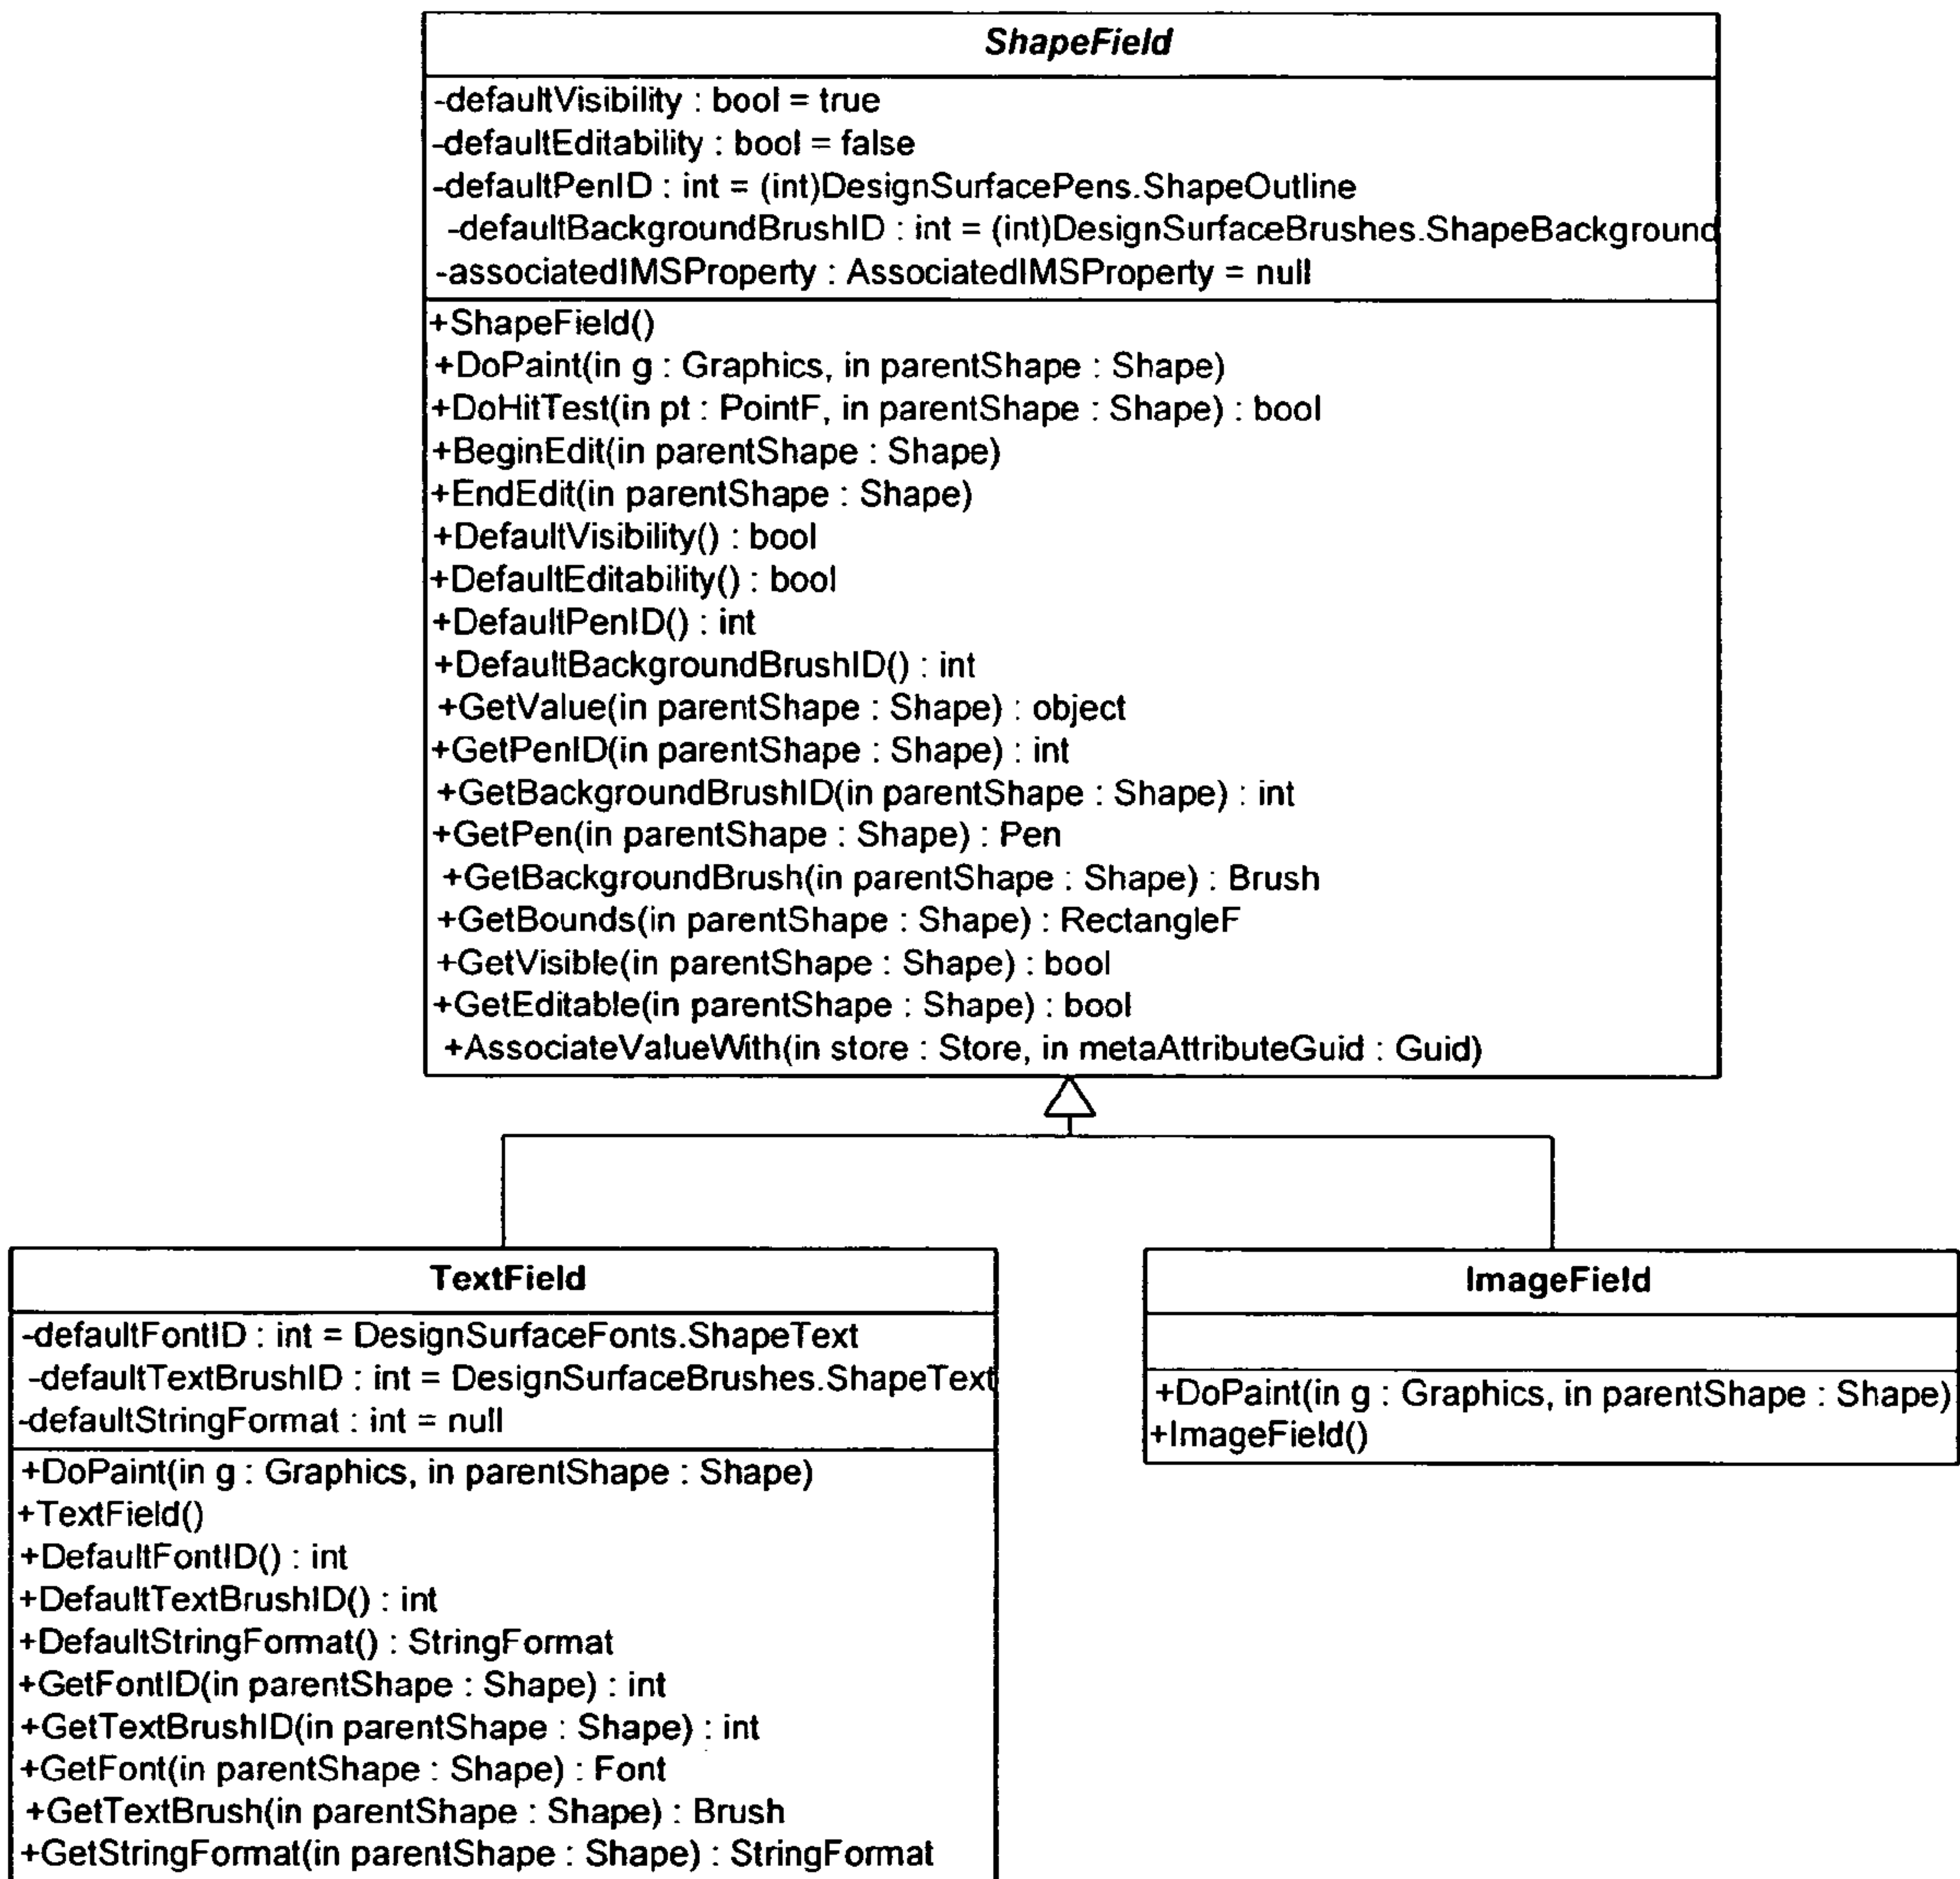 ShapeField
-defaultVisibility : bool = true
-defaultEditability : bool = false
-defaultPenID : int = (int)DesignSurfacePens.ShapeOutline
-defaultBackgroundBrushID : int = (int)DesignSurfaceBrushes.ShapeBackground
-associatedIMSProperty : AssociatedIMSProperty = null
+ShapeField()
+DoPaint(in g : Graphics, in parentShape : Shape)
+DoHitTest(in pt : PointF, in parentShape : Shape) : bool
+BeginEdit(in parentShape : Shape)
+EndEdit(in parentShape : Shape)
+DefaultVisibility() : bool
+DefaultEditability() : bool
+DefaultPenID() : int
+DefaultBackgroundBrushID() : int
+GetValue(in parentShape : Shape) : object
+GetPenID(in parentShape : Shape) : int
+GetBackgroundBrushID(in parentShape : Shape) : int
+GetPen(in parentShape : Shape) : Pen
+GetBackgroundBrush(in parentShape : Shape) : Brush
+GetBounds(in parentShape : Shape) : RectangleF
+GetVisible(in parentShape : Shape) : bool
+GetEditable(in parentShape : Shape) : bool
+AssociateValueWith(in store : Store, in metaAttributeGuid : Guid)
TextField
-defaultFontID : int = DesignSurfaceFonts.ShapeText
-defaultTextBrushID : int = DesignSurfaceBrushes.ShapeText
-defaultStringFormat : int = null
+DoPaint(in g : Graphics, in parentShape : Shape)
+TextField()
+DefaultFontID() : int
+DefaultTextBrushID() : int
+DefaultStringFormat() : StringFormat
+GetFontID(in parentShape : Shape) : int
+GetTextBrushID(in parentShape : Shape) : int
+GetFont(in parentShape : Shape) : Font
+GetTextBrush(in parentShape : Shape) : Brush
+GetStringFormat(in parentShape : Shape) : StringFormat
ImageField
+DoPaint(in g : Graphics, in parentShape : Shape)
+ImageField()